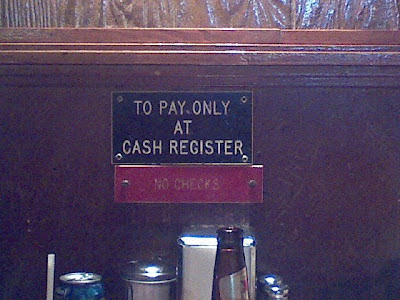 TO PAY ONLY
AT
CASH REGISTER
NO CHECKS